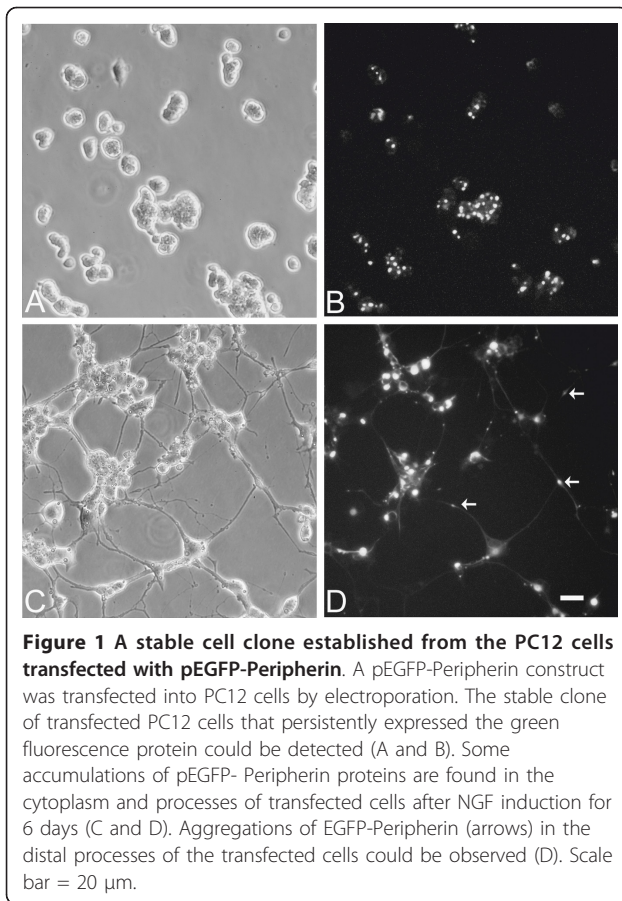 A
B
C
D
Figure 1 A stable cell clone established from the PC12 cells
transfected with pEGFP-Peripherin. A pEGFP-Peripherin construct
was transfected into PC12 cells by electroporation. The stable clone
of transfected PC12 cells that persistently expressed the green
fluorescence protein could be detected (A and B). Some
accumulations of pEGFP- Peripherin proteins are found in the
cytoplasm and processes of transfected cells after NGF induction for
6 days (C and D). Aggregations of EGFP-Peripherin (arrows) in the
distal processes of the transfected cells could be observed (D). Scale
bar = 20 μm.